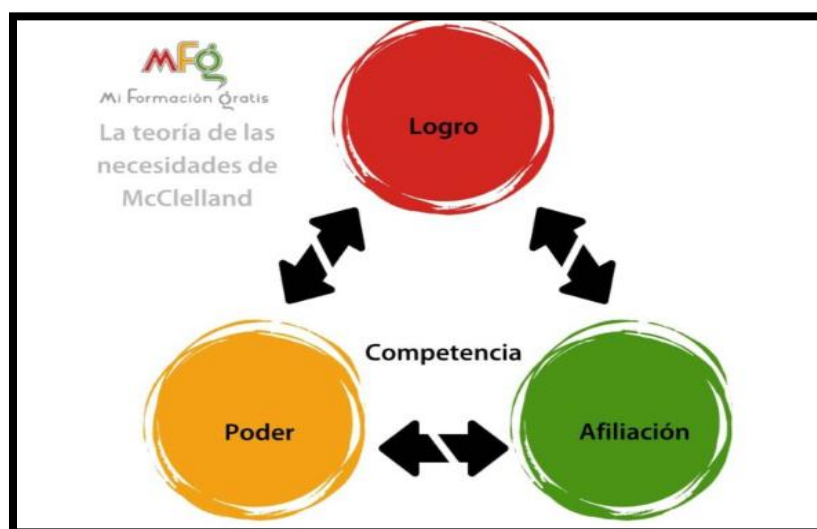 MFG
Mi Formación gratis
La teoría de las
necesidades de
McClelland
Logro
Competencia
Poder
Afiliación